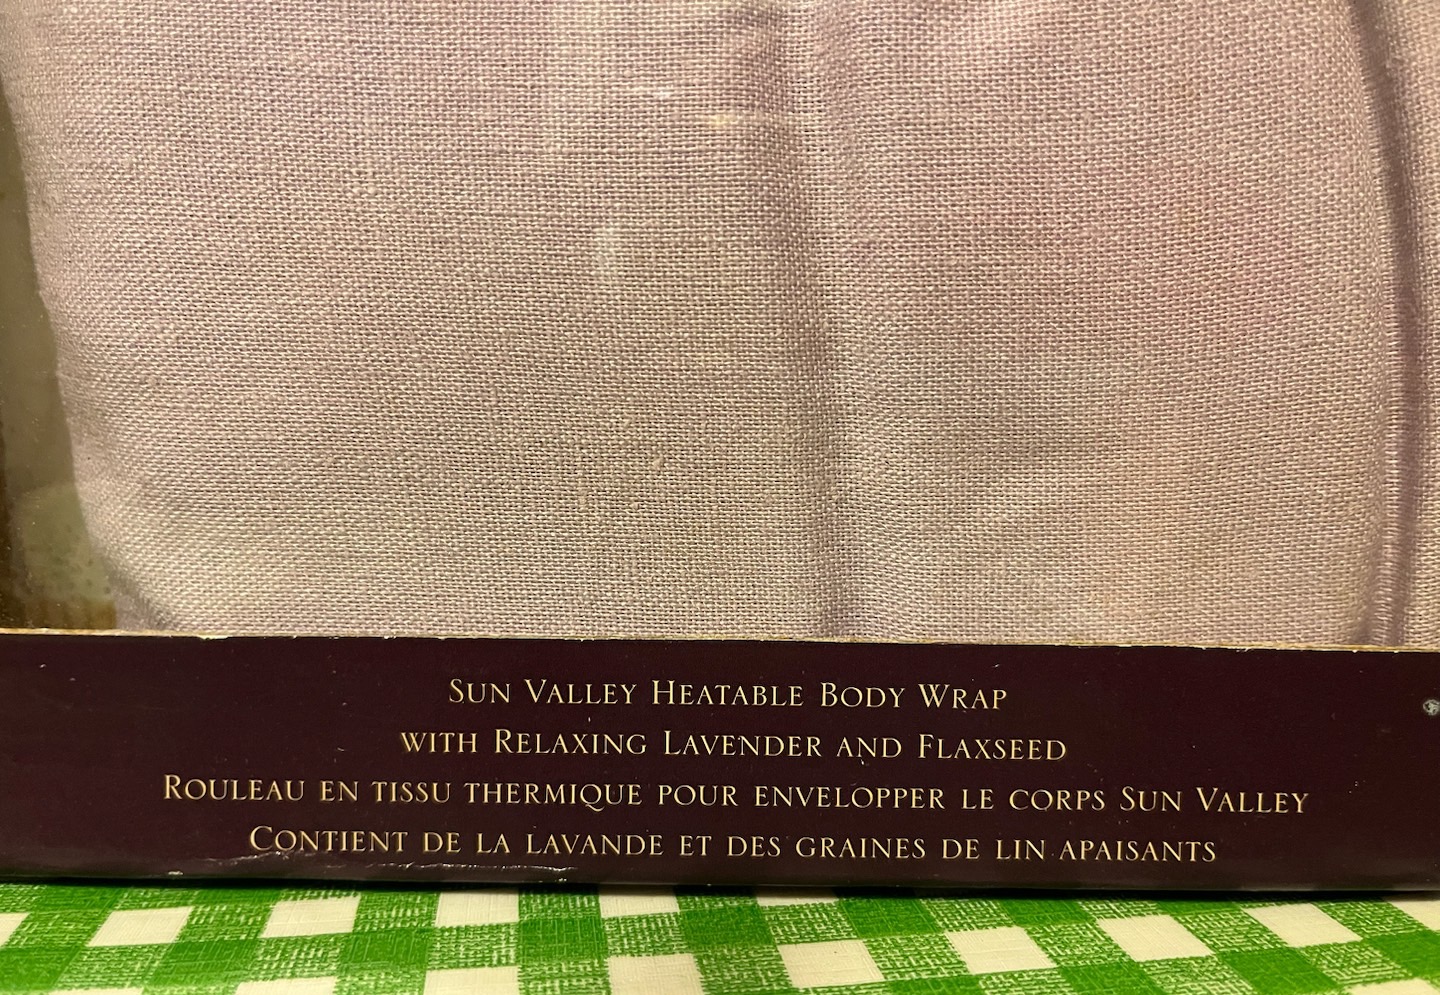 Sun Valley Heatable Body Wrap
with Relaxing Lavender and Flaxseed
Rouleau en tissu thermique pour envelopper le corps Sun Valley
Contient de la lavande et des graines de lin apaisants